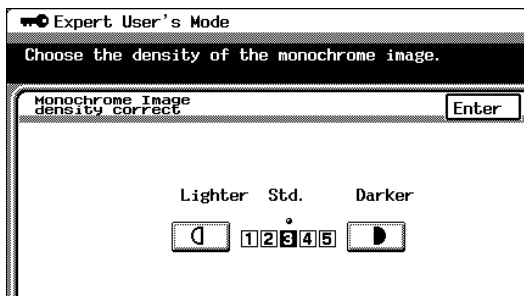 Expert User's Mode
Choose the density of the monochrome image.
Monochrome Image
density correct
Enter
Lighter Std. Darker
1 2 3 4 5